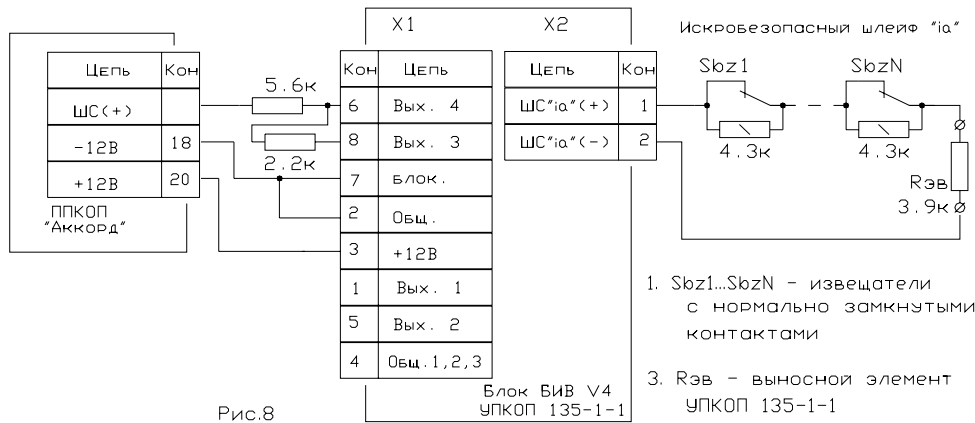 X1
X2
Искробезопасный шлейф "ia"
Цепь Кон
ШС(+)
-12В 18
+12В 20
ППКОП
"Аккорд"
5.6к
2.2к
Кон Цепь
6 Вых. 4
8 Вых. 3
7 Блок.
2 Общ.
3 +12В
1 Вых. 1
5 Вых. 2
4 Общ.1,2,3
Цепь Кон
ШС"ia"(+) 1
ШС"ia"(-) 2
Sbz1
SbzN
4.3к
4.3к
Rэв
3.9к
1. Sbz1...SbzN - извещатели
с нормально замкнутыми
контактами
3. Rэв - выносной элемент
УПКОП 135-1-1
Блок БИВ V4
УПКОП 135-1-1
Рис.8